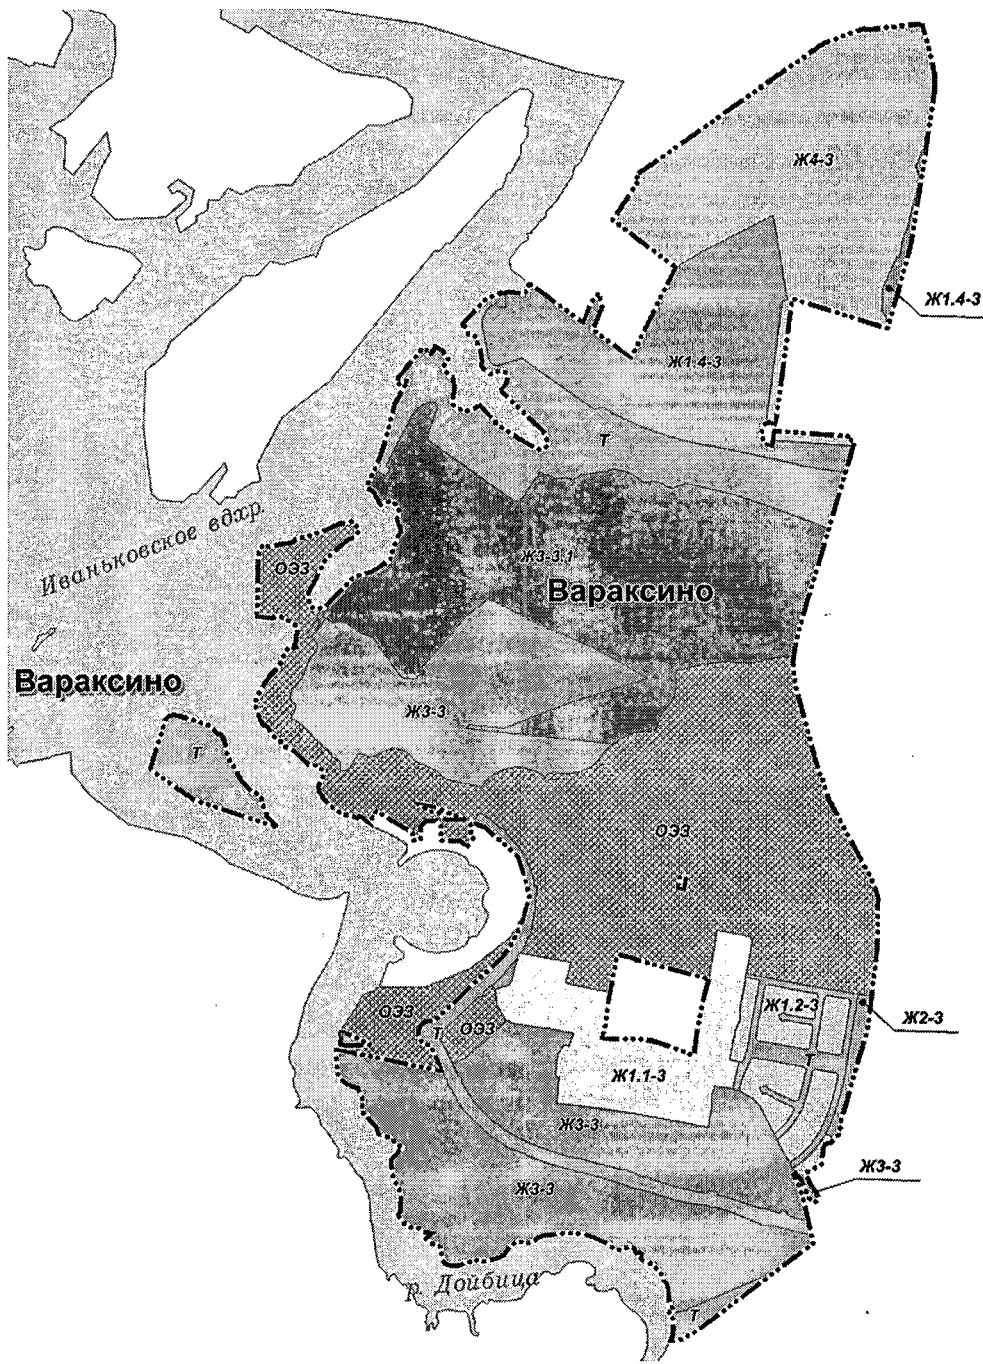 Ж4-3
Ж1.4-3
Ж1.4-3
Т
Иваньковское вдхр.
Ж3-3.1
ОЭЗ
Вараксино
Вараксино
Ж3-3
Т
ОЭЗ
Ж1.2-3
ОЭЗ
Ж2-3
Т
ОЭЗ
Т
Ж1.1-3
Ж3-3
Ж3-3
Ж3-3
р. Дойбица
Т